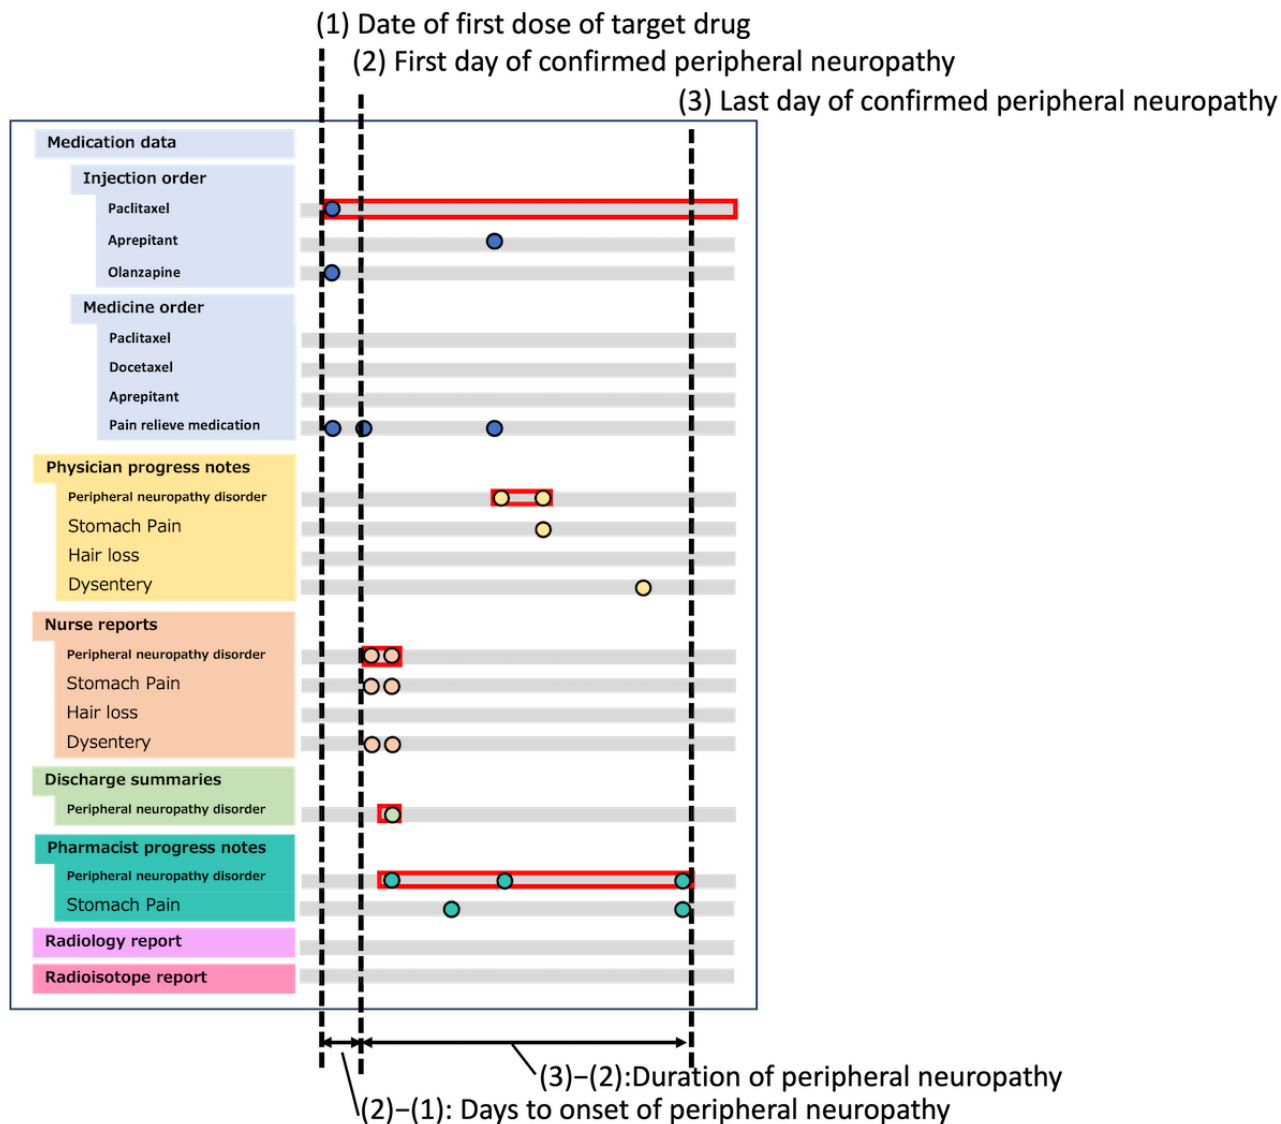 (1) Date of first dose of target drug
(2) First day of confirmed peripheral neuropathy
(3) Last day of confirmed peripheral neuropathy
Medication data
Injection order
Paclitaxel
Aprepitant
Olanzapine
Medicine order
Paclitaxel
Docetaxel
Aprepitant
Pain relieve medication
Physician progress notes
Peripheral neuropathy disorder
Stomach Pain
Hair loss
Dysentery
Nurse reports
Peripheral neuropathy disorder
Stomach Pain
Hair loss
Dysentery
Discharge summaries
Peripheral neuropathy disorder
Pharmacist progress notes
Peripheral neuropathy disorder
Stomach Pain
Radiology report
Radioisotope report
(3)−(2):Duration of peripheral neuropathy
(2)−(1): Days to onset of peripheral neuropathy